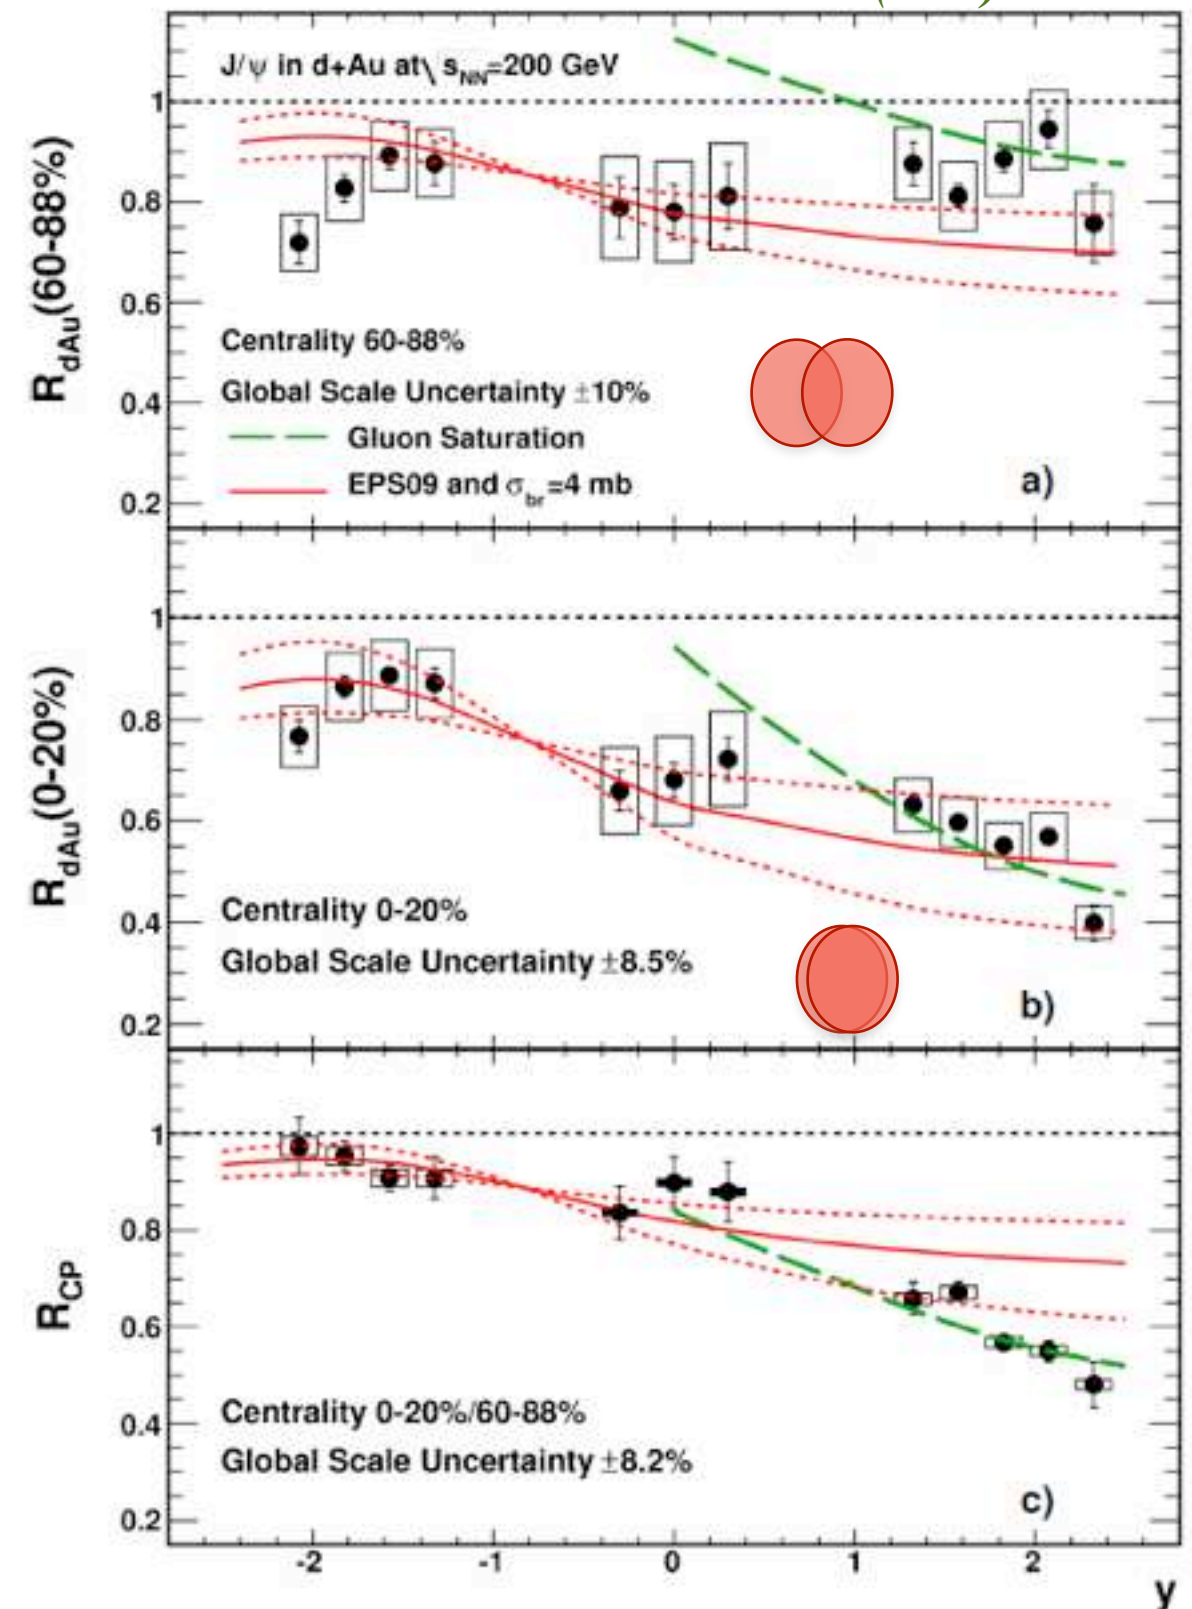 J/ψ in d+Au at\ s_NN=200 GeV
R_dAu(60-88%)
1
0.8
0.6
0.4
0.2
Centrality 60-88%
Global Scale Uncertainty ±10%
Gluon Saturation
EPS09 and σ_br=4 mb
a)
R_dAu(0-20%)
1
0.8
0.6
0.4
0.2
Centrality 0-20%
Global Scale Uncertainty ±8.5%
b)
R_CP
1
0.8
0.6
0.4
0.2
Centrality 0-20%/60-88%
Global Scale Uncertainty ±8.2%
c)
-2 -1 0 1 2
y